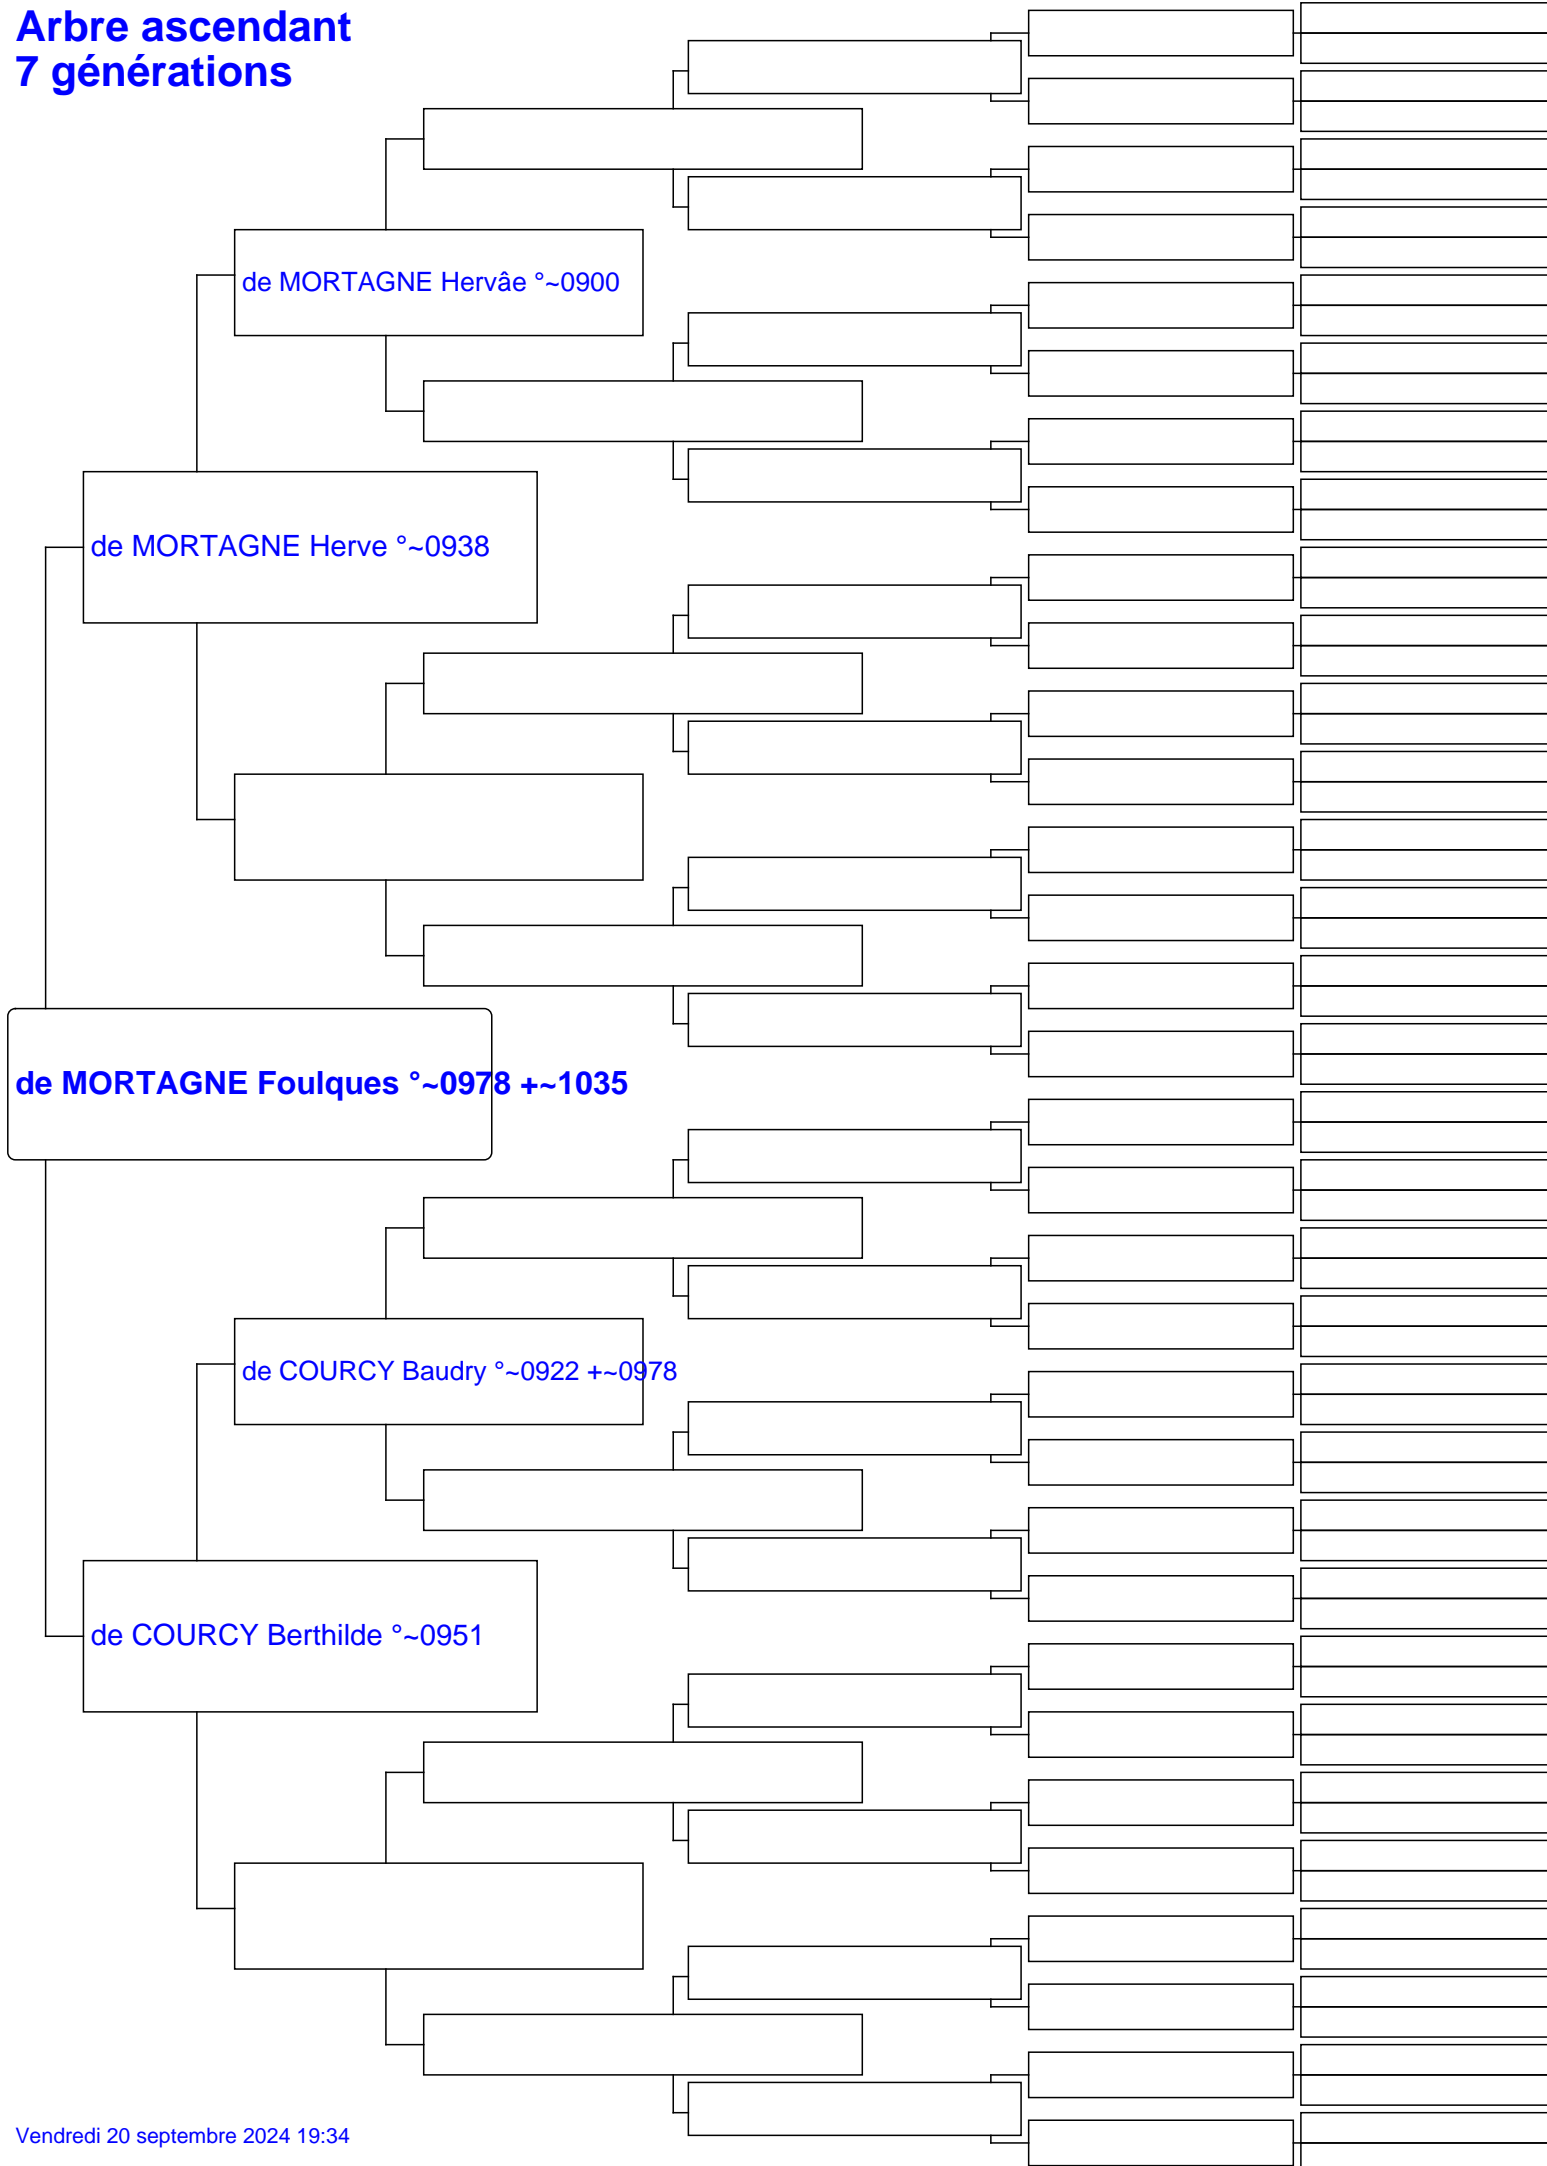 Arbre ascendant
7 générations
de MORTAGNE Hervâe °~0900
de MORTAGNE Herve °~0938
de MORTAGNE Foulques °~0978 +~1035
de COURCY Baudry °~0922 +~0978
de COURCY Berthilde °~0951
Vendredi 20 septembre 2024 19:34